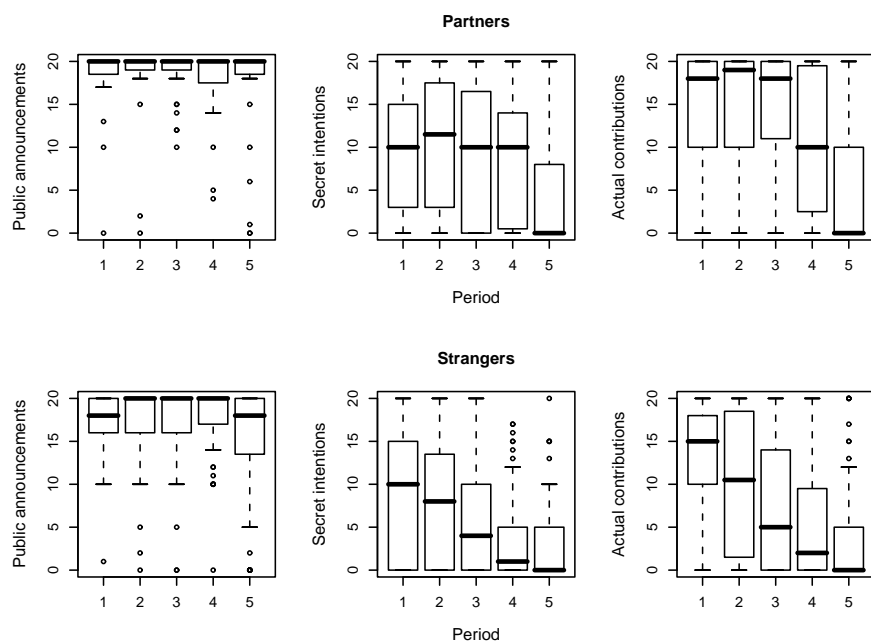 Partners
Public announcements
0 5 10 15 20
1 2 3 4 5
Secret intentions
0 5 10 15 20
1 2 3 4 5
Period
Actual contributions
0 5 10 15 20
1 2 3 4 5
Strangers
Public announcements
0 5 10 15 20
1 2 3 4 5
Secret intentions
0 5 10 15 20
1 2 3 4 5
Period
Actual contributions
0 5 10 15 20
1 2 3 4 5